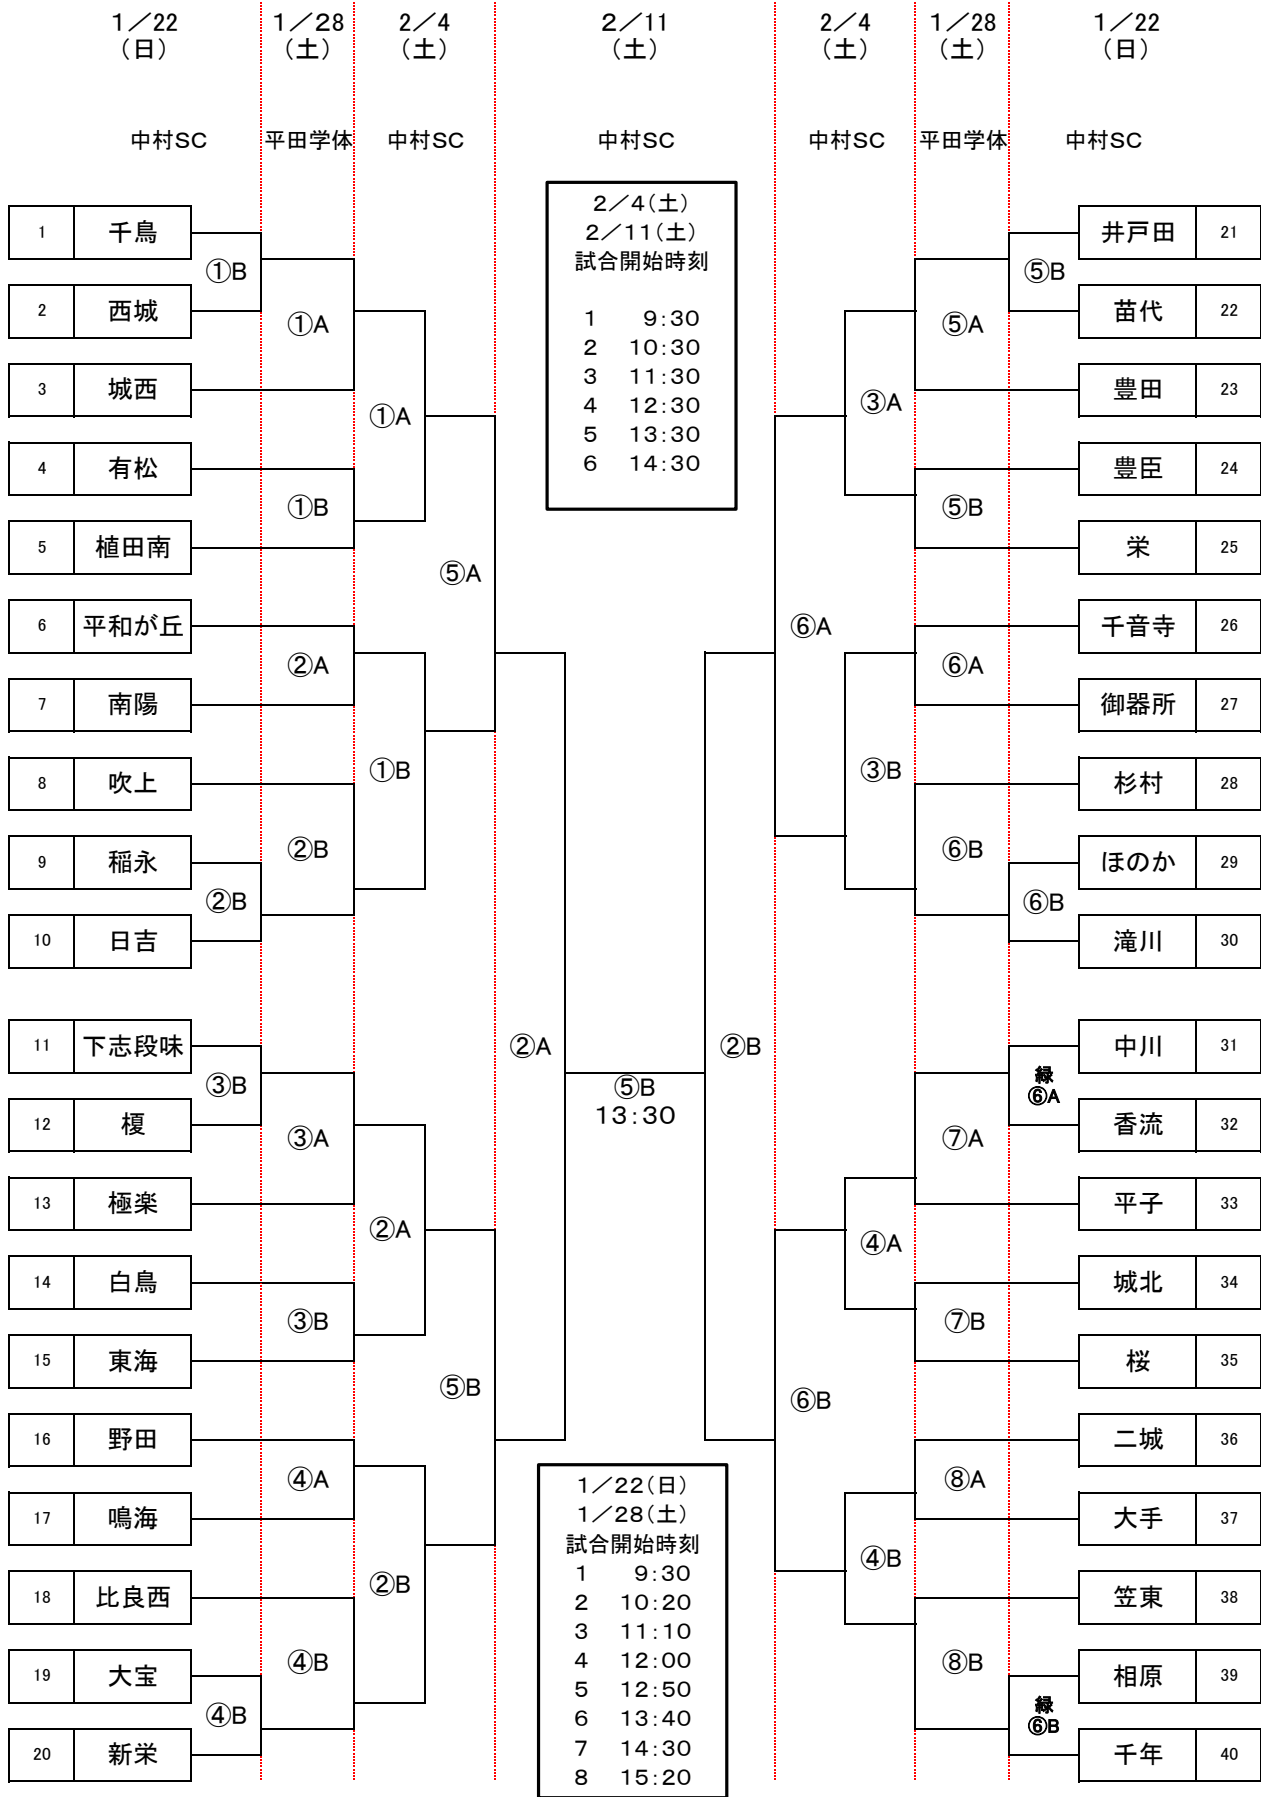 1／22 1／28 2/4 2／11 2/4 1／28 1／22
（日） （土） （土） （土） （土） （土） （日）
中村SC 平田学体 中村SC 中村SC 中村SC 平田学体 中村SC
2／4(土)
2／11(土)
試合開始時刻
1 9:30
2 10:30
3 11:30
4 12:30
5 13:30
6 14:30
1 千鳥
①B
2 西城
①A
3 城西
①A
4 有松
①B
5 植田南
⑤A
6 平和が丘
②A
7 南陽
①B
8 吹上
②B
9 稲永
②B
10 日吉
②A
11 下志段味
③B
12 榎
③A
13 極楽
②A
14 白鳥
③B
15 東海
⑤B
16 野田
④A
17 鳴海
②B
18 比良西
④B
19 大宝
④B
20 新栄
⑤B
13:30
井戸田 21
⑤B
苗代 22
⑤A
豊田 23
③A
豊臣 24
⑤B
栄 25
⑥A
千音寺 26
⑥A
御器所 27
③B
杉村 28
⑥B
ほのか 29
⑥B
滝川 30
②B
中川 31
緑
⑥A
香流 32
⑦A
平子 33
④A
城北 34
⑦B
桜 35
⑥B
二城 36
⑧A
大手 37
④B
笠東 38
⑧B
相原 39
緑
⑥B
千年 40
1／22(日)
1／28(土)
試合開始時刻
1 9:30
2 10:20
3 11:10
4 12:00
5 12:50
6 13:40
7 14:30
8 15:20